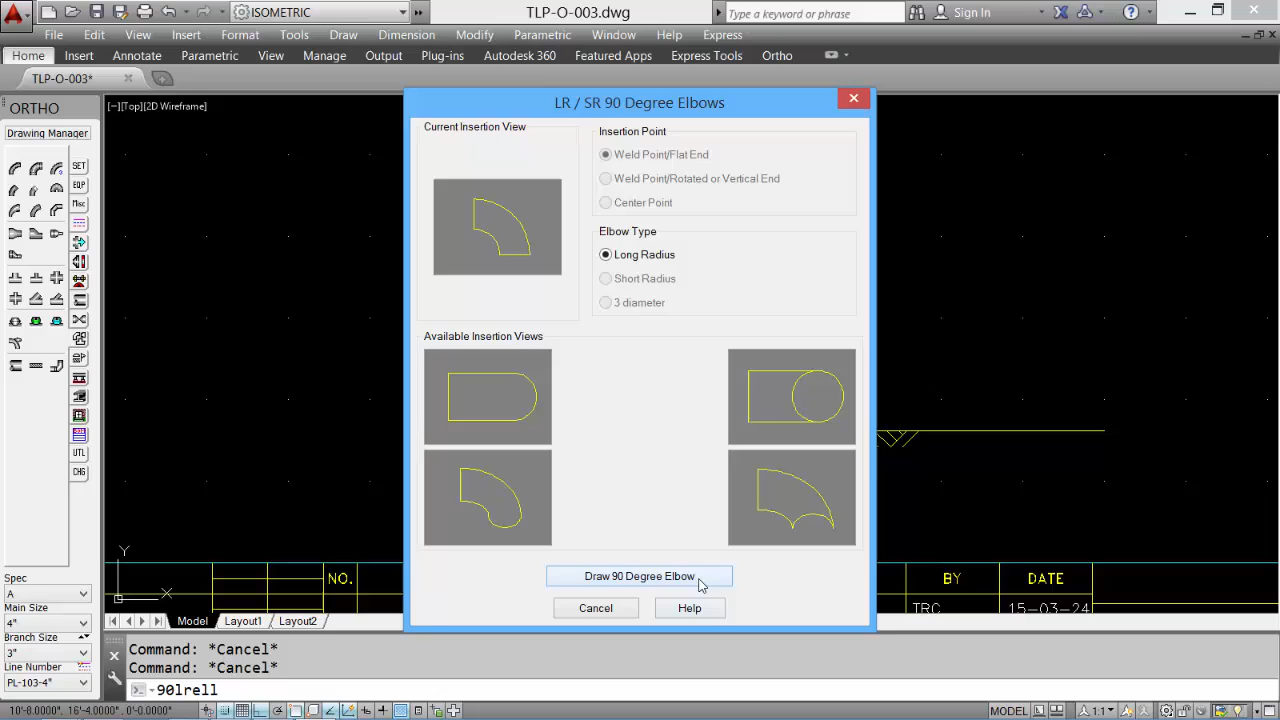 ISOMETRIC
TLP-O-003.dwg
Type a keyword or phrase
Sign In
File Edit View Insert Format Tools Draw Dimension Modify Parametric Window Help Express
Home Insert Annotate Parametric View Manage Output Plug-ins Autodesk 360 Featured Apps Express Tools Ortho
TLP-O-003*
ORTHO
[−][Top][2D Wireframe]
Drawing Manager
SET
EQP
Misc
UTL
CHG
LR / SR 90 Degree Elbows
Current Insertion View
Insertion Point
Weld Point/Flat End
Weld Point/Rotated or Vertical End
Center Point
Elbow Type
Long Radius
Short Radius
3 diameter
Available Insertion Views
Draw 90 Degree Elbow
Cancel Help
Y
X
NO.
BY DATE
TRC 15-03-24
Spec
A
Main Size
4"
Branch Size
3"
Line Number
PL-103-4"
Model Layout1 Layout2
Command: *Cancel*
Command: *Cancel*
90lrell
10'-8.0000", 16'-4.0000", 0'-0.0000"
MODEL
1:1